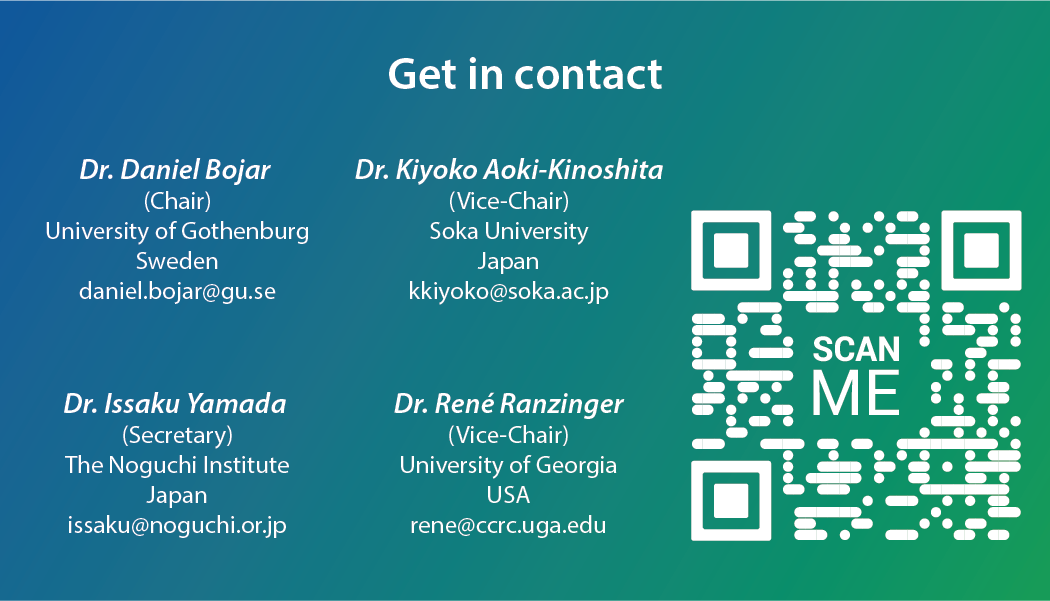 Get in contact
Dr. Daniel Bojar
(Chair)
University of Gothenburg
Sweden
daniel.bojar@gu.se
Dr. Kiyoko Aoki-Kinoshita
(Vice-Chair)
Soka University
Japan
kkiyoko@soka.ac.jp
Dr. Issaku Yamada
(Secretary)
The Noguchi Institute
Japan
issaku@noguchi.or.jp
Dr. René Ranzinger
(Vice-Chair)
University of Georgia
USA
rene@ccrc.uga.edu
SCAN
ME